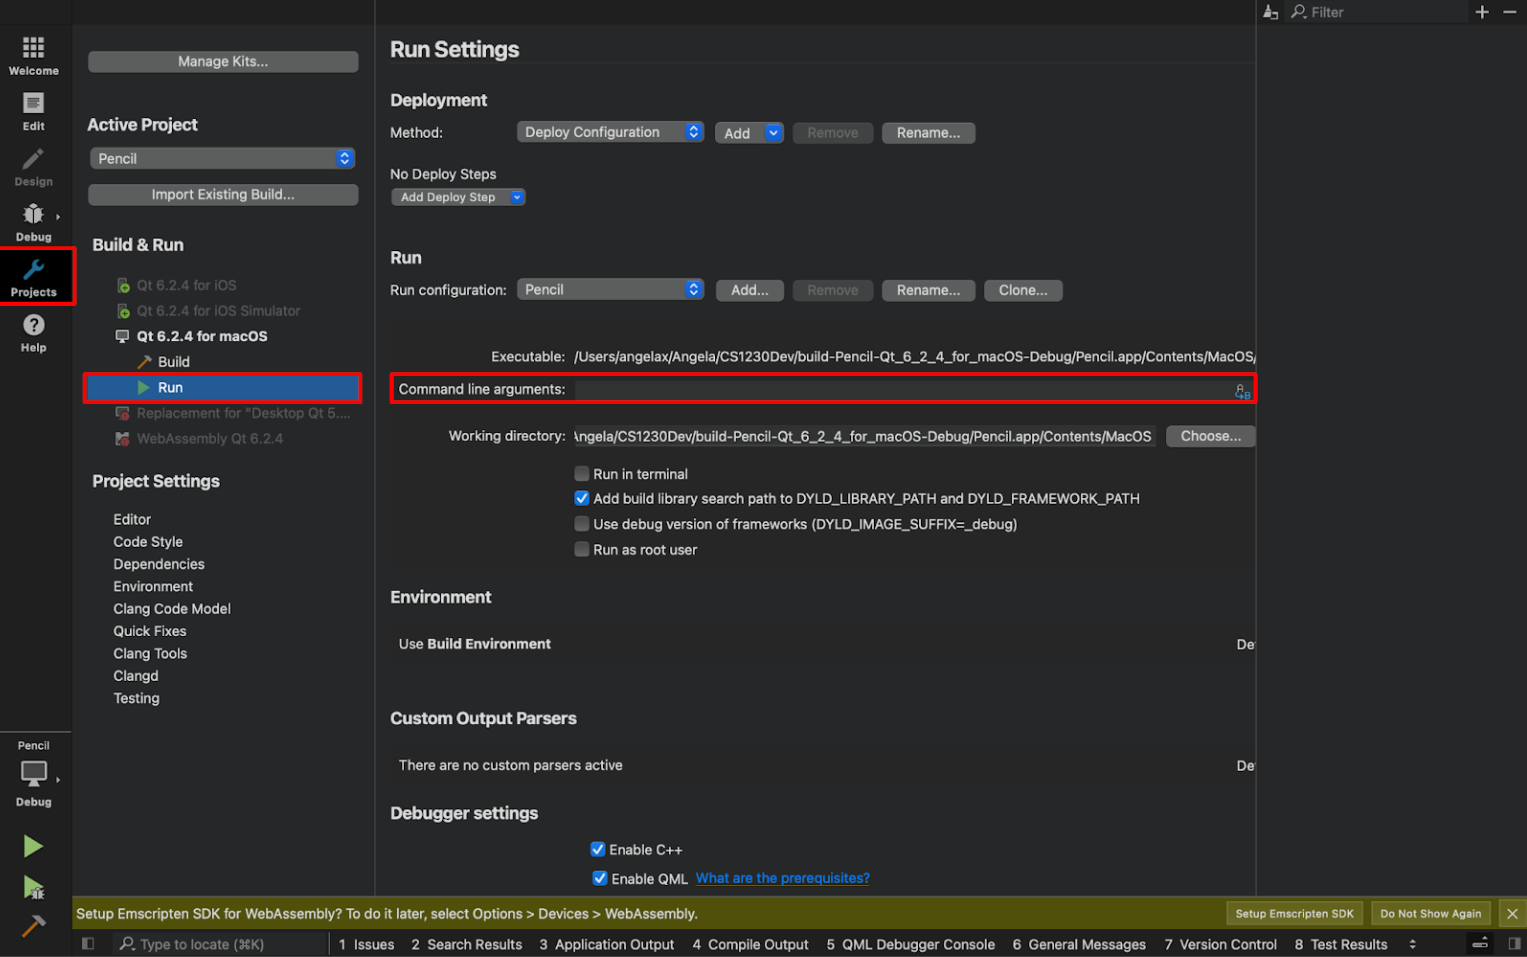 Filter
Welcome
Edit
Design
Debug
Projects
Help
Manage Kits...
Active Project
Pencil
Import Existing Build...
Build & Run
Qt 6.2.4 for iOS
Qt 6.2.4 for iOS Simulator
Qt 6.2.4 for macOS
Build
Run
Replacement for "Desktop Qt 5....
WebAssembly Qt 6.2.4
Project Settings
Editor
Code Style
Dependencies
Environment
Clang Code Model
Quick Fixes
Clang Tools
Clangd
Testing
Run Settings
Deployment
Method: Deploy Configuration Add Remove Rename...
No Deploy Steps
Add Deploy Step
Run
Run configuration: Pencil Add... Remove Rename... Clone...
Executable: /Users/angelax/Angela/CS1230Dev/build-Pencil-Qt_6_2_4_for_macOS-Debug/Pencil.app/Contents/MacOS/
Command line arguments:
Working directory: Angela/CS1230Dev/build-Pencil-Qt_6_2_4_for_macOS-Debug/Pencil.app/Contents/MacOS Choose...
Run in terminal
Add build library search path to DYLD_LIBRARY_PATH and DYLD_FRAMEWORK_PATH
Use debug version of frameworks (DYLD_IMAGE_SUFFIX=_debug)
Run as root user
Environment
Use Build Environment De
Custom Output Parsers
There are no custom parsers active De
Debugger settings
Enable C++
Enable QML What are the prerequisites?
Pencil
Debug
Setup Emscripten SDK for WebAssembly? To do it later, select Options > Devices > WebAssembly. Setup Emscripten SDK Do Not Show Again
Type to locate (⌘K) 1 Issues 2 Search Results 3 Application Output 4 Compile Output 5 QML Debugger Console 6 General Messages 7 Version Control 8 Test Results